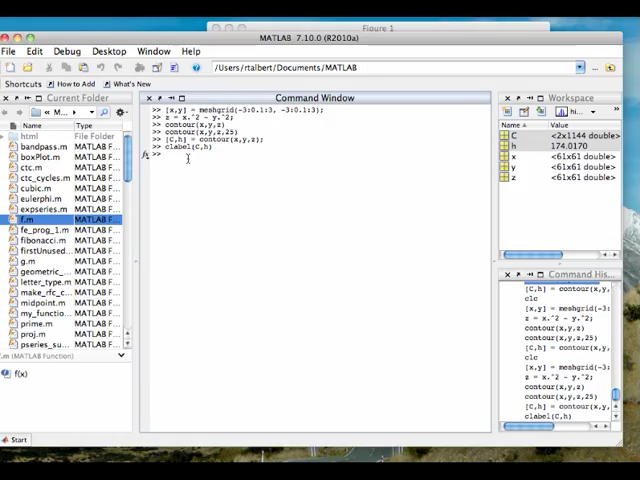 Figure 1
MATLAB 7.10.0 (R2010a)
File Edit Debug Desktop Window Help
/Users/rtalbert/Documents/MATLAB
Shortcuts How to Add What's New
Current Folder
M...
Name
html
bandpass.m MATLAB F...
boxPlot.m MATLAB F...
ctc.m MATLAB F...
ctc_cycles.m MATLAB F...
cubic.m MATLAB F...
eulerphi.m MATLAB F...
expseries.m MATLAB F...
f.m MATLAB F...
fe_prog_1.m MATLAB F...
fibonacci.m MATLAB F...
firstUnused... MATLAB F...
g.m MATLAB F...
geometric_... MATLAB F...
letter_type.m MATLAB F...
make_rfc_c... MATLAB F...
midpoint.m MATLAB F...
my_functio... MATLAB F...
prime.m MATLAB F...
proj.m MATLAB F...
pseries_su... MATLAB F...
f.m (MATLAB Function)
f(x)
Start
Command Window
>> [x,y] = meshgrid(-3:0.1:3, -3:0.1:3);
>> z = x.^2 - y.^2;
>> contour(x,y,z)
>> contour(x,y,z,25)
>> [C,h] = contour(x,y,z);
>> clabel(C,h)
fx >>
Workspace
hi...
Name Value
C <2x1144 double>
h 174.0170
x <61x61 double>
y <61x61 double>
z <61x61 double>
Command His...
[C,h] = contour(x,y,
clc
[x,y] = meshgrid(-3:
z = x.^2 - y.^2;
contour(x,y,z)
contour(x,y,z,25)
[C,h] = contour(x,y,
clc
[x,y] = meshgrid(-3:
z = x.^2 - y.^2;
contour(x,y,z)
contour(x,y,z,25)
[C,h] = contour(x,y,
clabel(C,h)